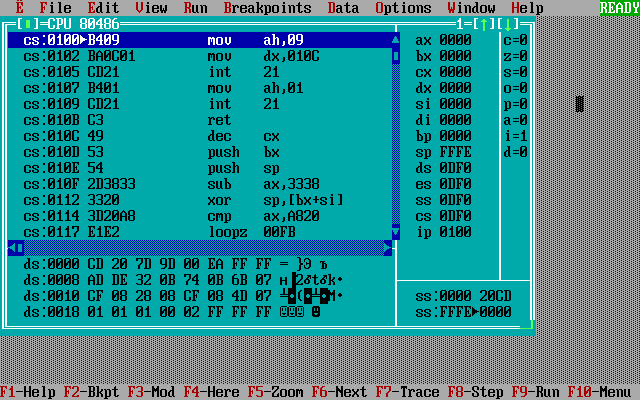 Ë File Edit View Run Breakpoints Data Options Window Help READY
[▮]=CPU 80486 1=[↑][↓]
cs:0100►B409 mov ah,09 ax 0000 c=0
cs:0102 BA0C01 mov dx,010C bx 0000 z=0
cs:0105 CD21 int 21 cx 0000 s=0
cs:0107 B401 mov ah,01 dx 0000 o=0
cs:0109 CD21 int 21 si 0000 p=0
cs:010B C3 ret di 0000 a=0
cs:010C 49 dec cx bp 0000 i=1
cs:010D 53 push bx sp FFFE d=0
cs:010E 54 push sp ds 0DF0
cs:010F 2D3833 sub ax,3338 es 0DF0
cs:0112 3320 xor sp,[bx+si] ss 0DF0
cs:0114 3D20A8 cmp ax,A820 cs 0DF0
cs:0117 E1E2 loopz 00FB ip 0100
ds:0000 CD 20 7D 9D 00 EA FF FF = }Э ъ
ds:0008 AD DE 32 0B 74 0B 6B 07 н▐2♂t♂k•
ds:0010 CF 08 28 08 CF 08 4D 07 ╧◘(◘╧◘M• ss:0000 20CD
ds:0018 01 01 01 00 02 FF FF FF ☺☺☺ ☻ ss:FFFE►0000
F1-Help F2-Bkpt F3-Mod F4-Here F5-Zoom F6-Next F7-Trace F8-Step F9-Run F10-Menu